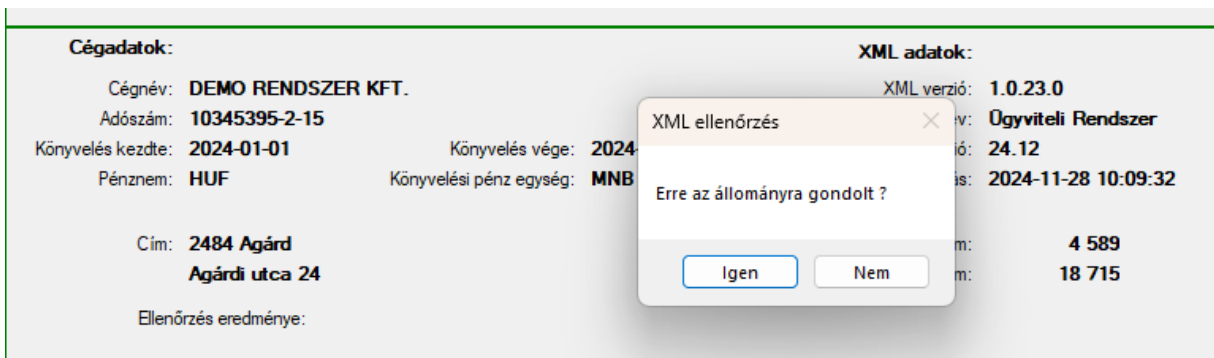 Cégadatok:
XML adatok:
Cégnév: DEMO RENDSZER KFT.
XML verzió: 1.0.23.0
Adószám: 10345395-2-15
Ügyviteli Rendszer
Könyvelés kezdte: 2024-01-01 Könyvelés vége: 2024-
24.12
Pénznem: HUF Könyvelési pénz egység: MNB
2024-11-28 10:09:32
Cím: 2484 Agárd
4 589
Agárdi utca 24
18 715
Ellenőrzés eredménye:
XML ellenőrzés
Erre az állományra gondolt ?
Igen Nem